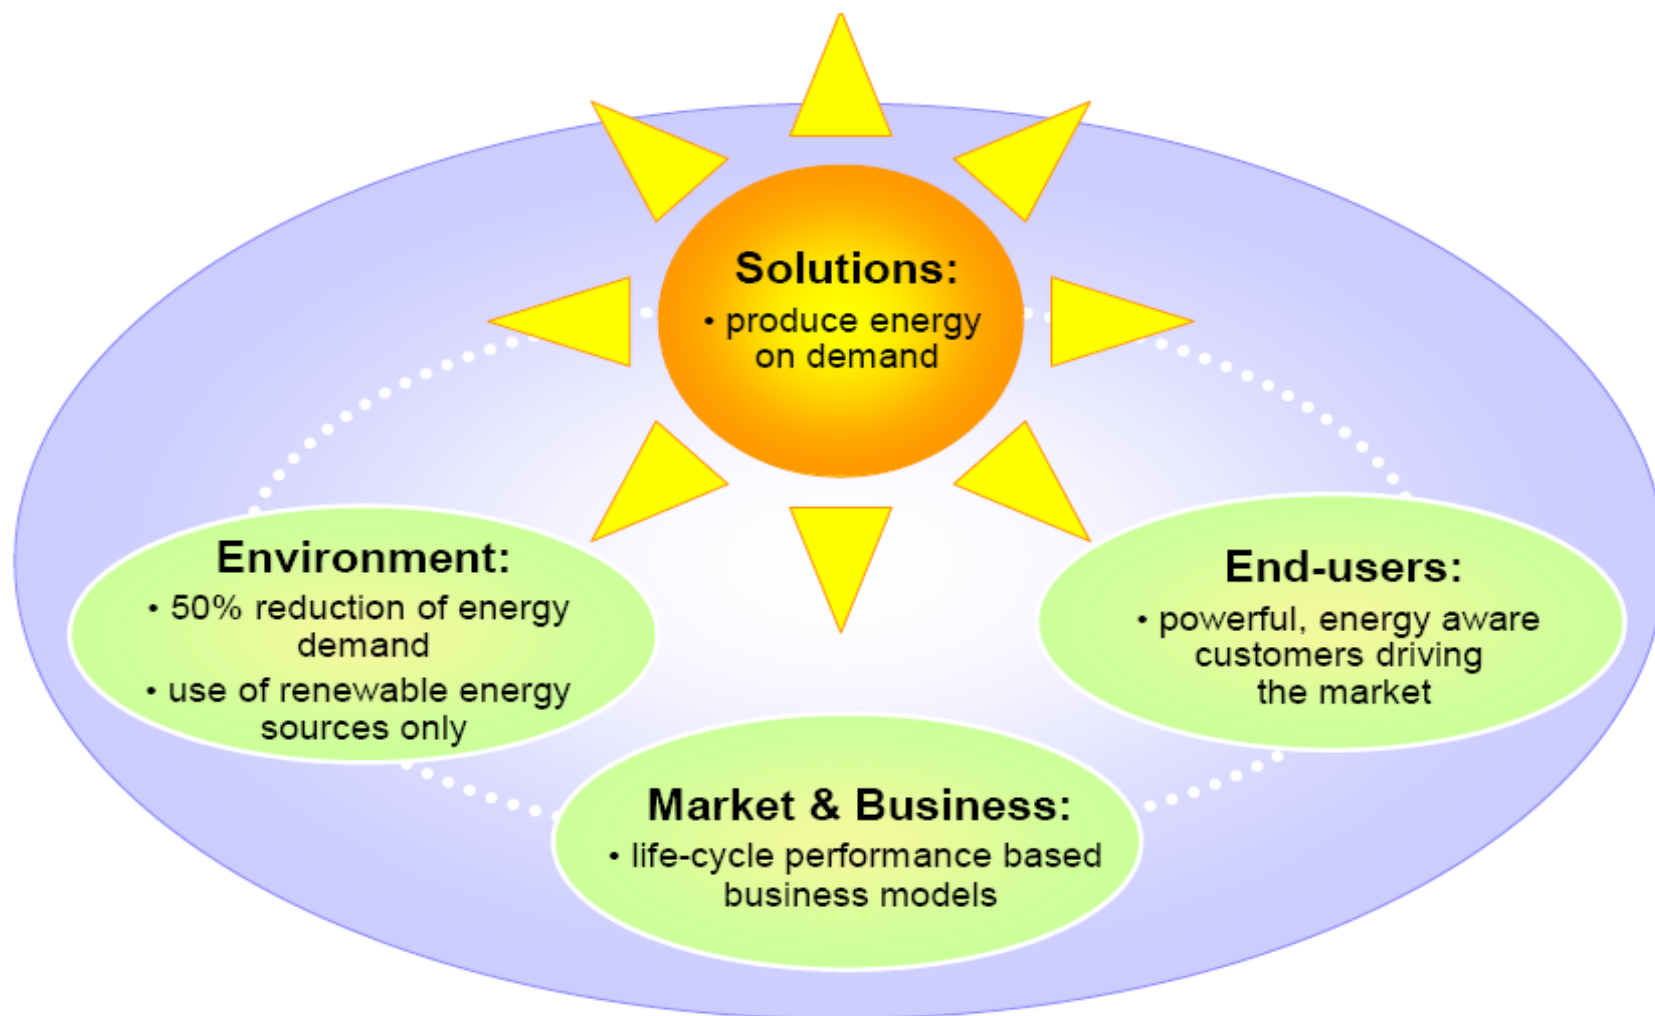 Solutions:
• produce energy
on demand
Environment:
• 50% reduction of energy
demand
• use of renewable energy
sources only
End-users:
• powerful, energy aware
customers driving
the market
Market & Business:
• life-cycle performance based
business models